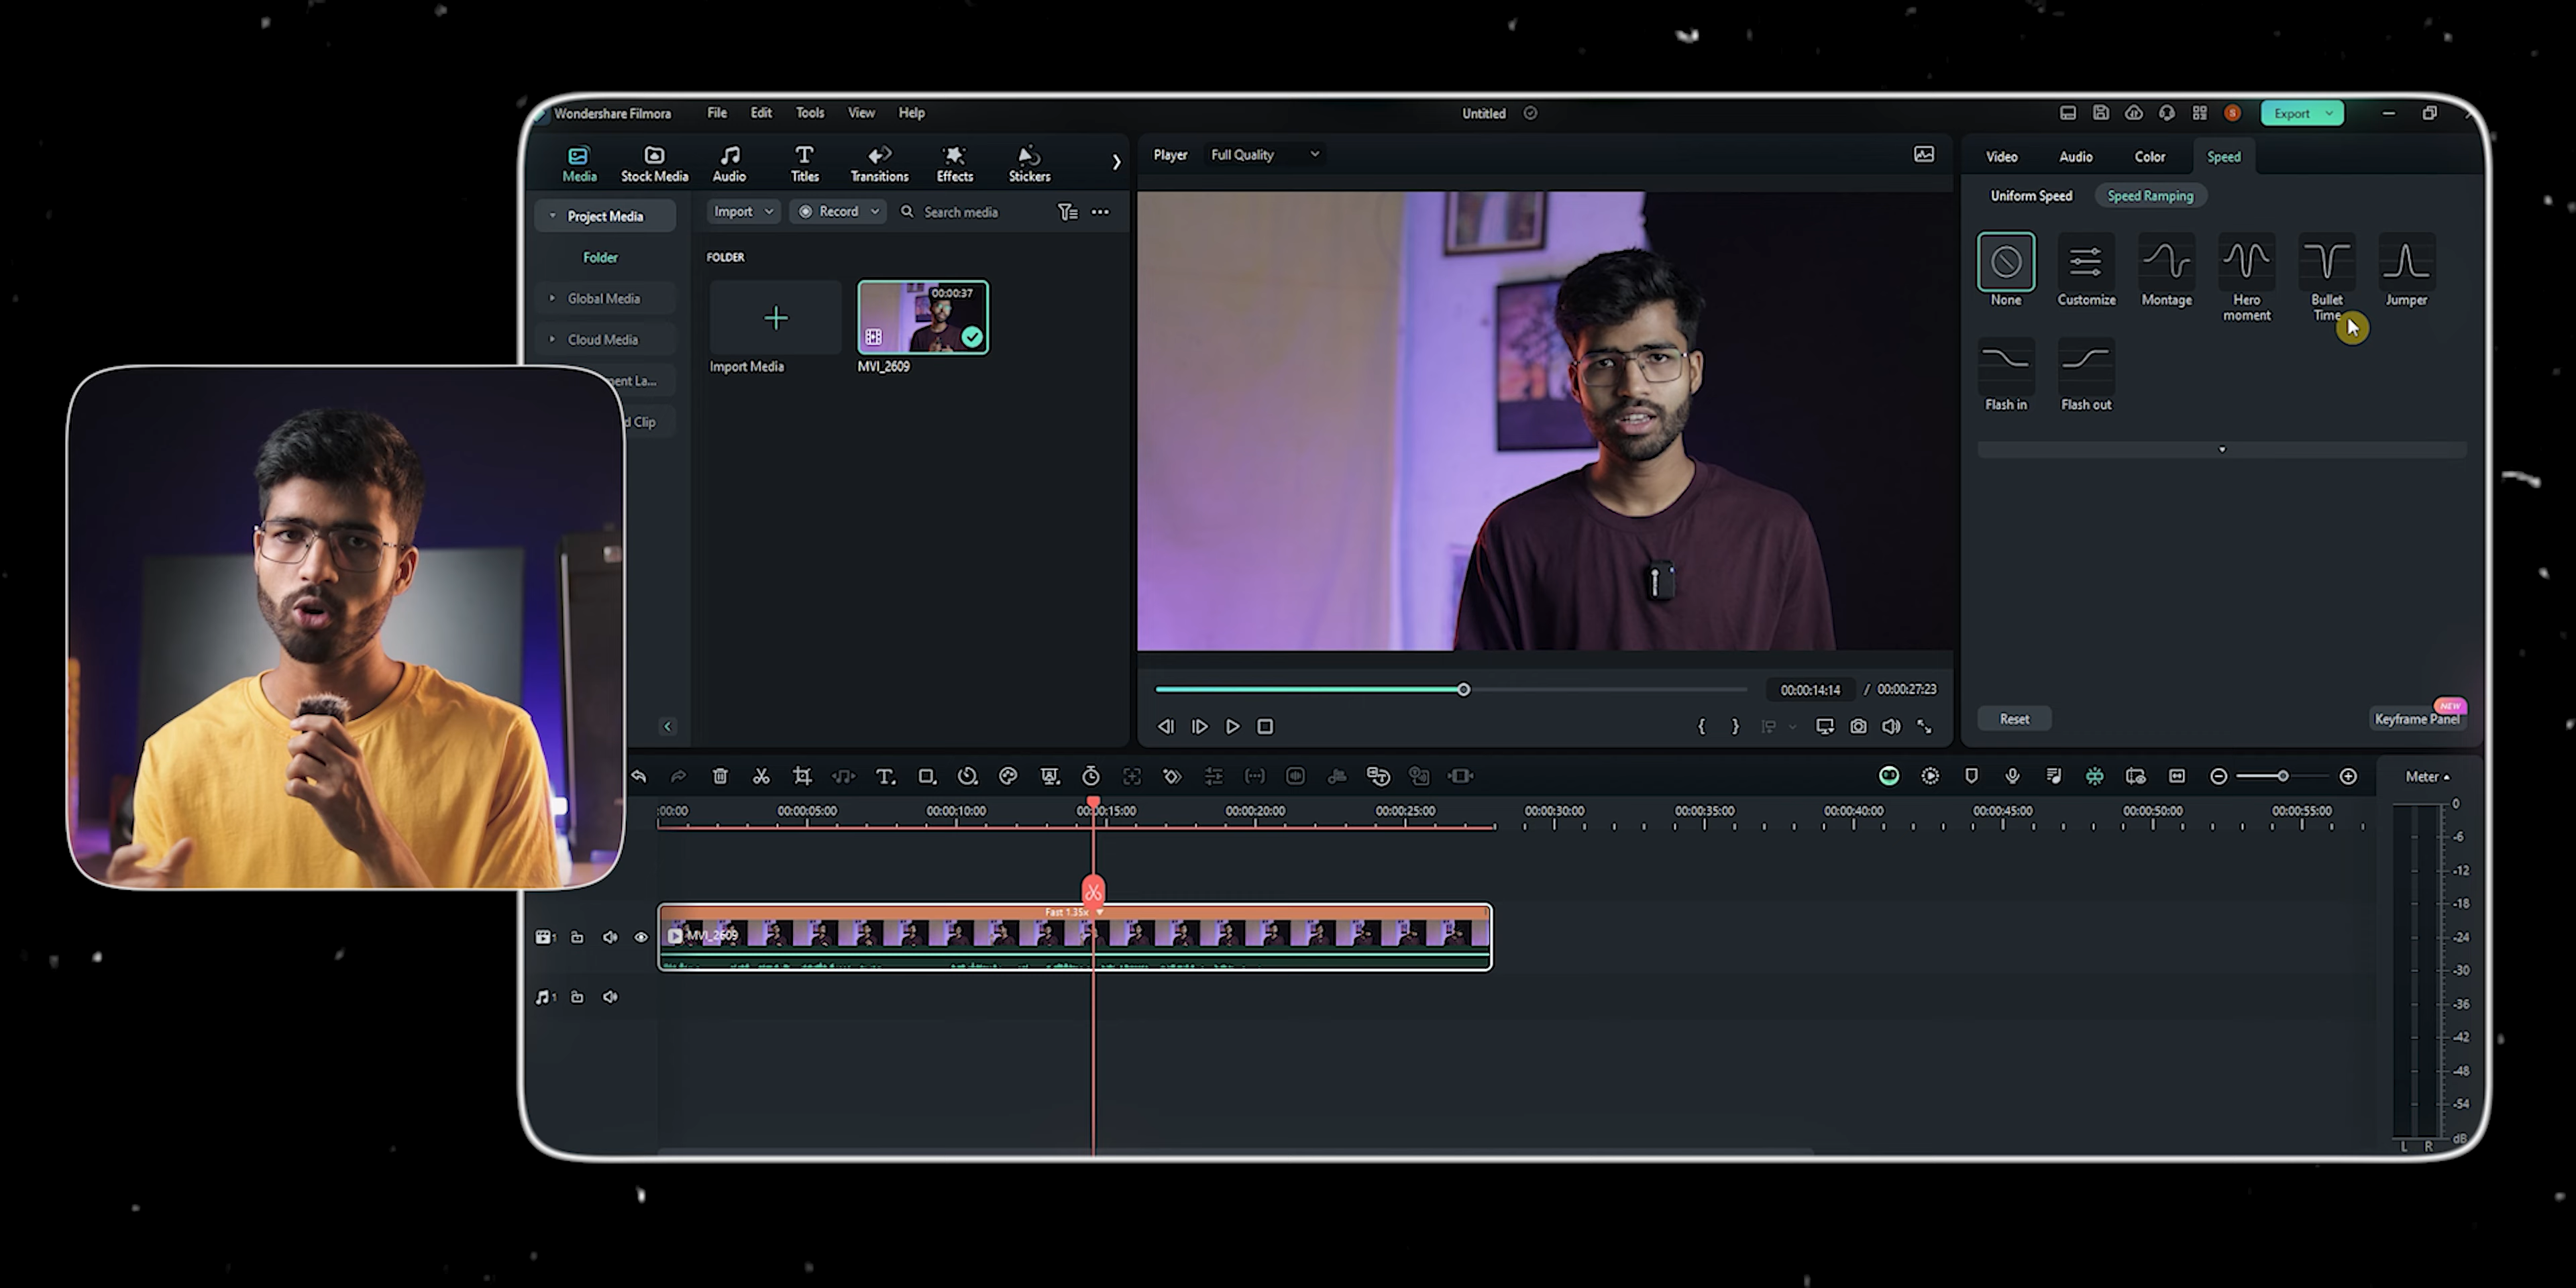 Wondershare Filmora File Edit Tools View Help Untitled Export
Media Stock Media Audio Titles Transitions Effects Stickers
Project Media
Folder
Global Media
Cloud Media
ment La...
d Clip
Import Record Search media
FOLDER
00:00:37
Import Media MVI_2609
Player Full Quality
00:00:14:14 / 00:00:27:23
Video Audio Color Speed
Uniform Speed Speed Ramping
None Customize Montage Hero moment Bullet Time Jumper
Flash in Flash out
Reset
NEW
Keyframe Panel
Meter
:00:00 00:00:05:00 00:00:10:00 00:00:15:00 00:00:20:00 00:00:25:00 00:00:30:00 00:00:35:00 00:00:40:00 00:00:45:00 00:00:50:00 00:00:55:00
Fast 1.35x
MVI_2609
1
1
0
-6
-12
-18
-24
-30
-36
-42
-48
-54
dB
L R